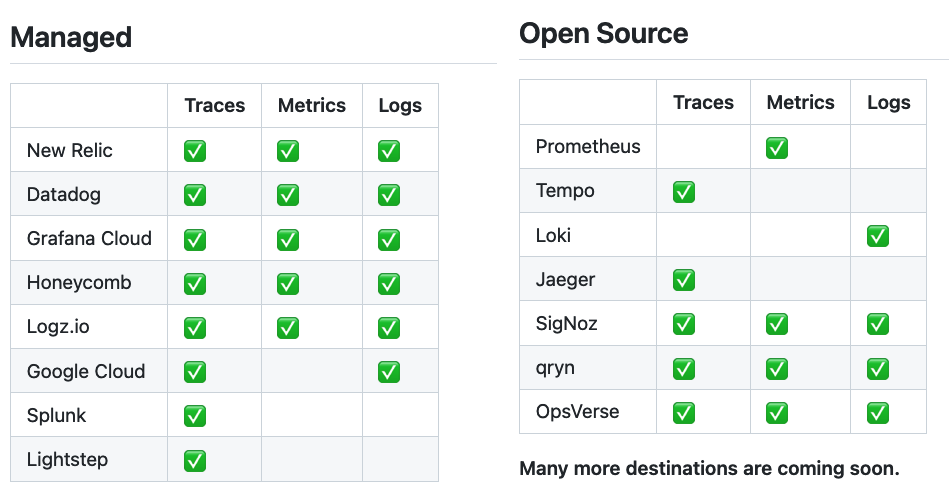 Managed
Traces Metrics Logs
New Relic ✅ ✅ ✅
Datadog ✅ ✅ ✅
Grafana Cloud ✅ ✅ ✅
Honeycomb ✅ ✅ ✅
Logz.io ✅ ✅ ✅
Google Cloud ✅ ✅
Splunk ✅
Lightstep ✅
Open Source
Traces Metrics Logs
Prometheus ✅
Tempo ✅
Loki ✅
Jaeger ✅
SigNoz ✅ ✅ ✅
qryn ✅ ✅ ✅
OpsVerse ✅ ✅ ✅
Many more destinations are coming soon.